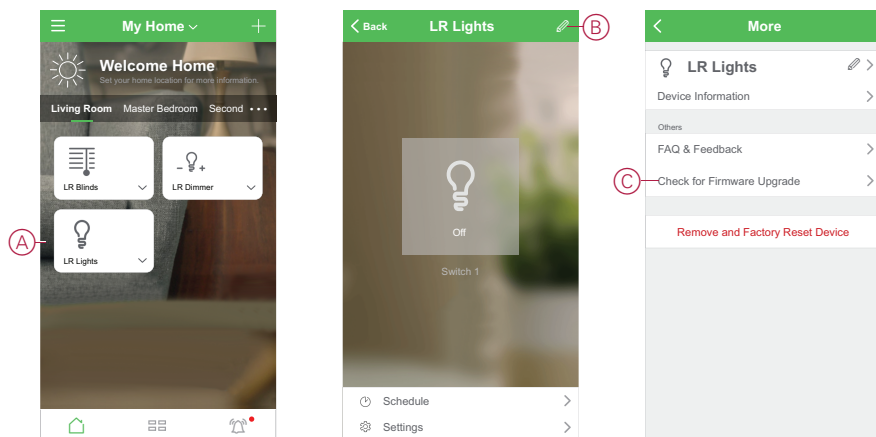 My Home
Welcome Home
Set your home location for more information.
Living Room Master Bedroom Second
LR Blinds
LR Dimmer
LR Lights
A
Back LR Lights
B
Off
Switch 1
Schedule
Settings
More
LR Lights
Device Information
Others
FAQ & Feedback
C
Check for Firmware Upgrade
Remove and Factory Reset Device